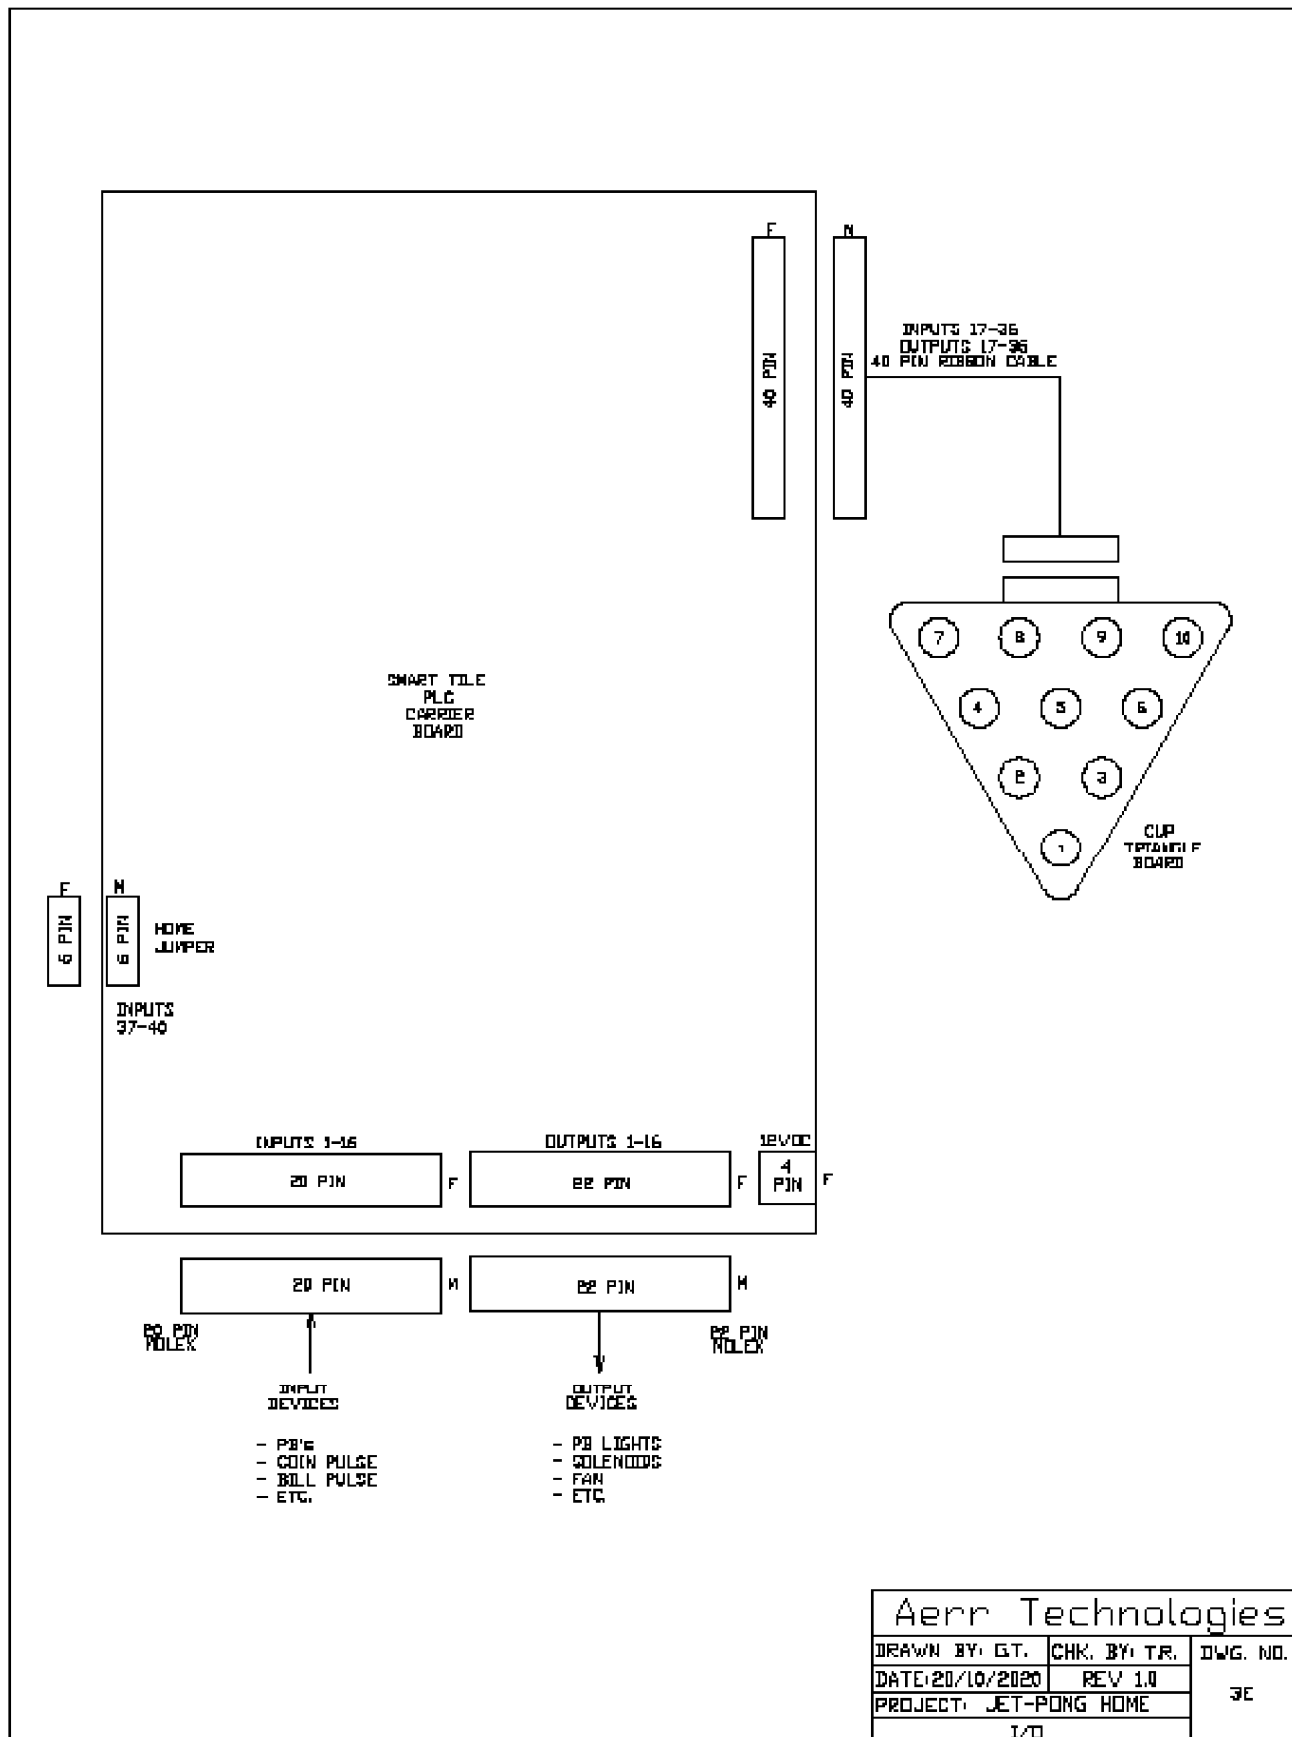 F
M
INPUTS 17-36
OUTPUTS 17-36
40 PIN RIBBON CABLE
40 PIN
40 PIN
7
8
9
10
4
5
6
2
3
1
SMART TILE
PLC
CARRIER
BOARD
CUP
TRIANGLE
BOARD
F
M
6 PIN
6 PIN
HOME
JUMPER
INPUTS
37-40
INPUTS 1-16
OUTPUTS 1-16
12VDC
20 PIN
F
22 PIN
F
4
PIN
F
20 PIN
M
22 PIN
M
20 PIN
MOLEX
22 PIN
MOLEX
INPUT
DEVICES
OUTPUT
DEVICES
- PB's
- COIN PULSE
- BILL PULSE
- ETC.
- PB LIGHTS
- SOLENOIDS
- FAN
- ETC
Aerr Technologies
DRAWN BY: G.T.
CHK. BY: T.R.
DWG. NO.
DATE:20/10/2020
REV 1.0
3E
PROJECT: JET-PONG HOME
I/O